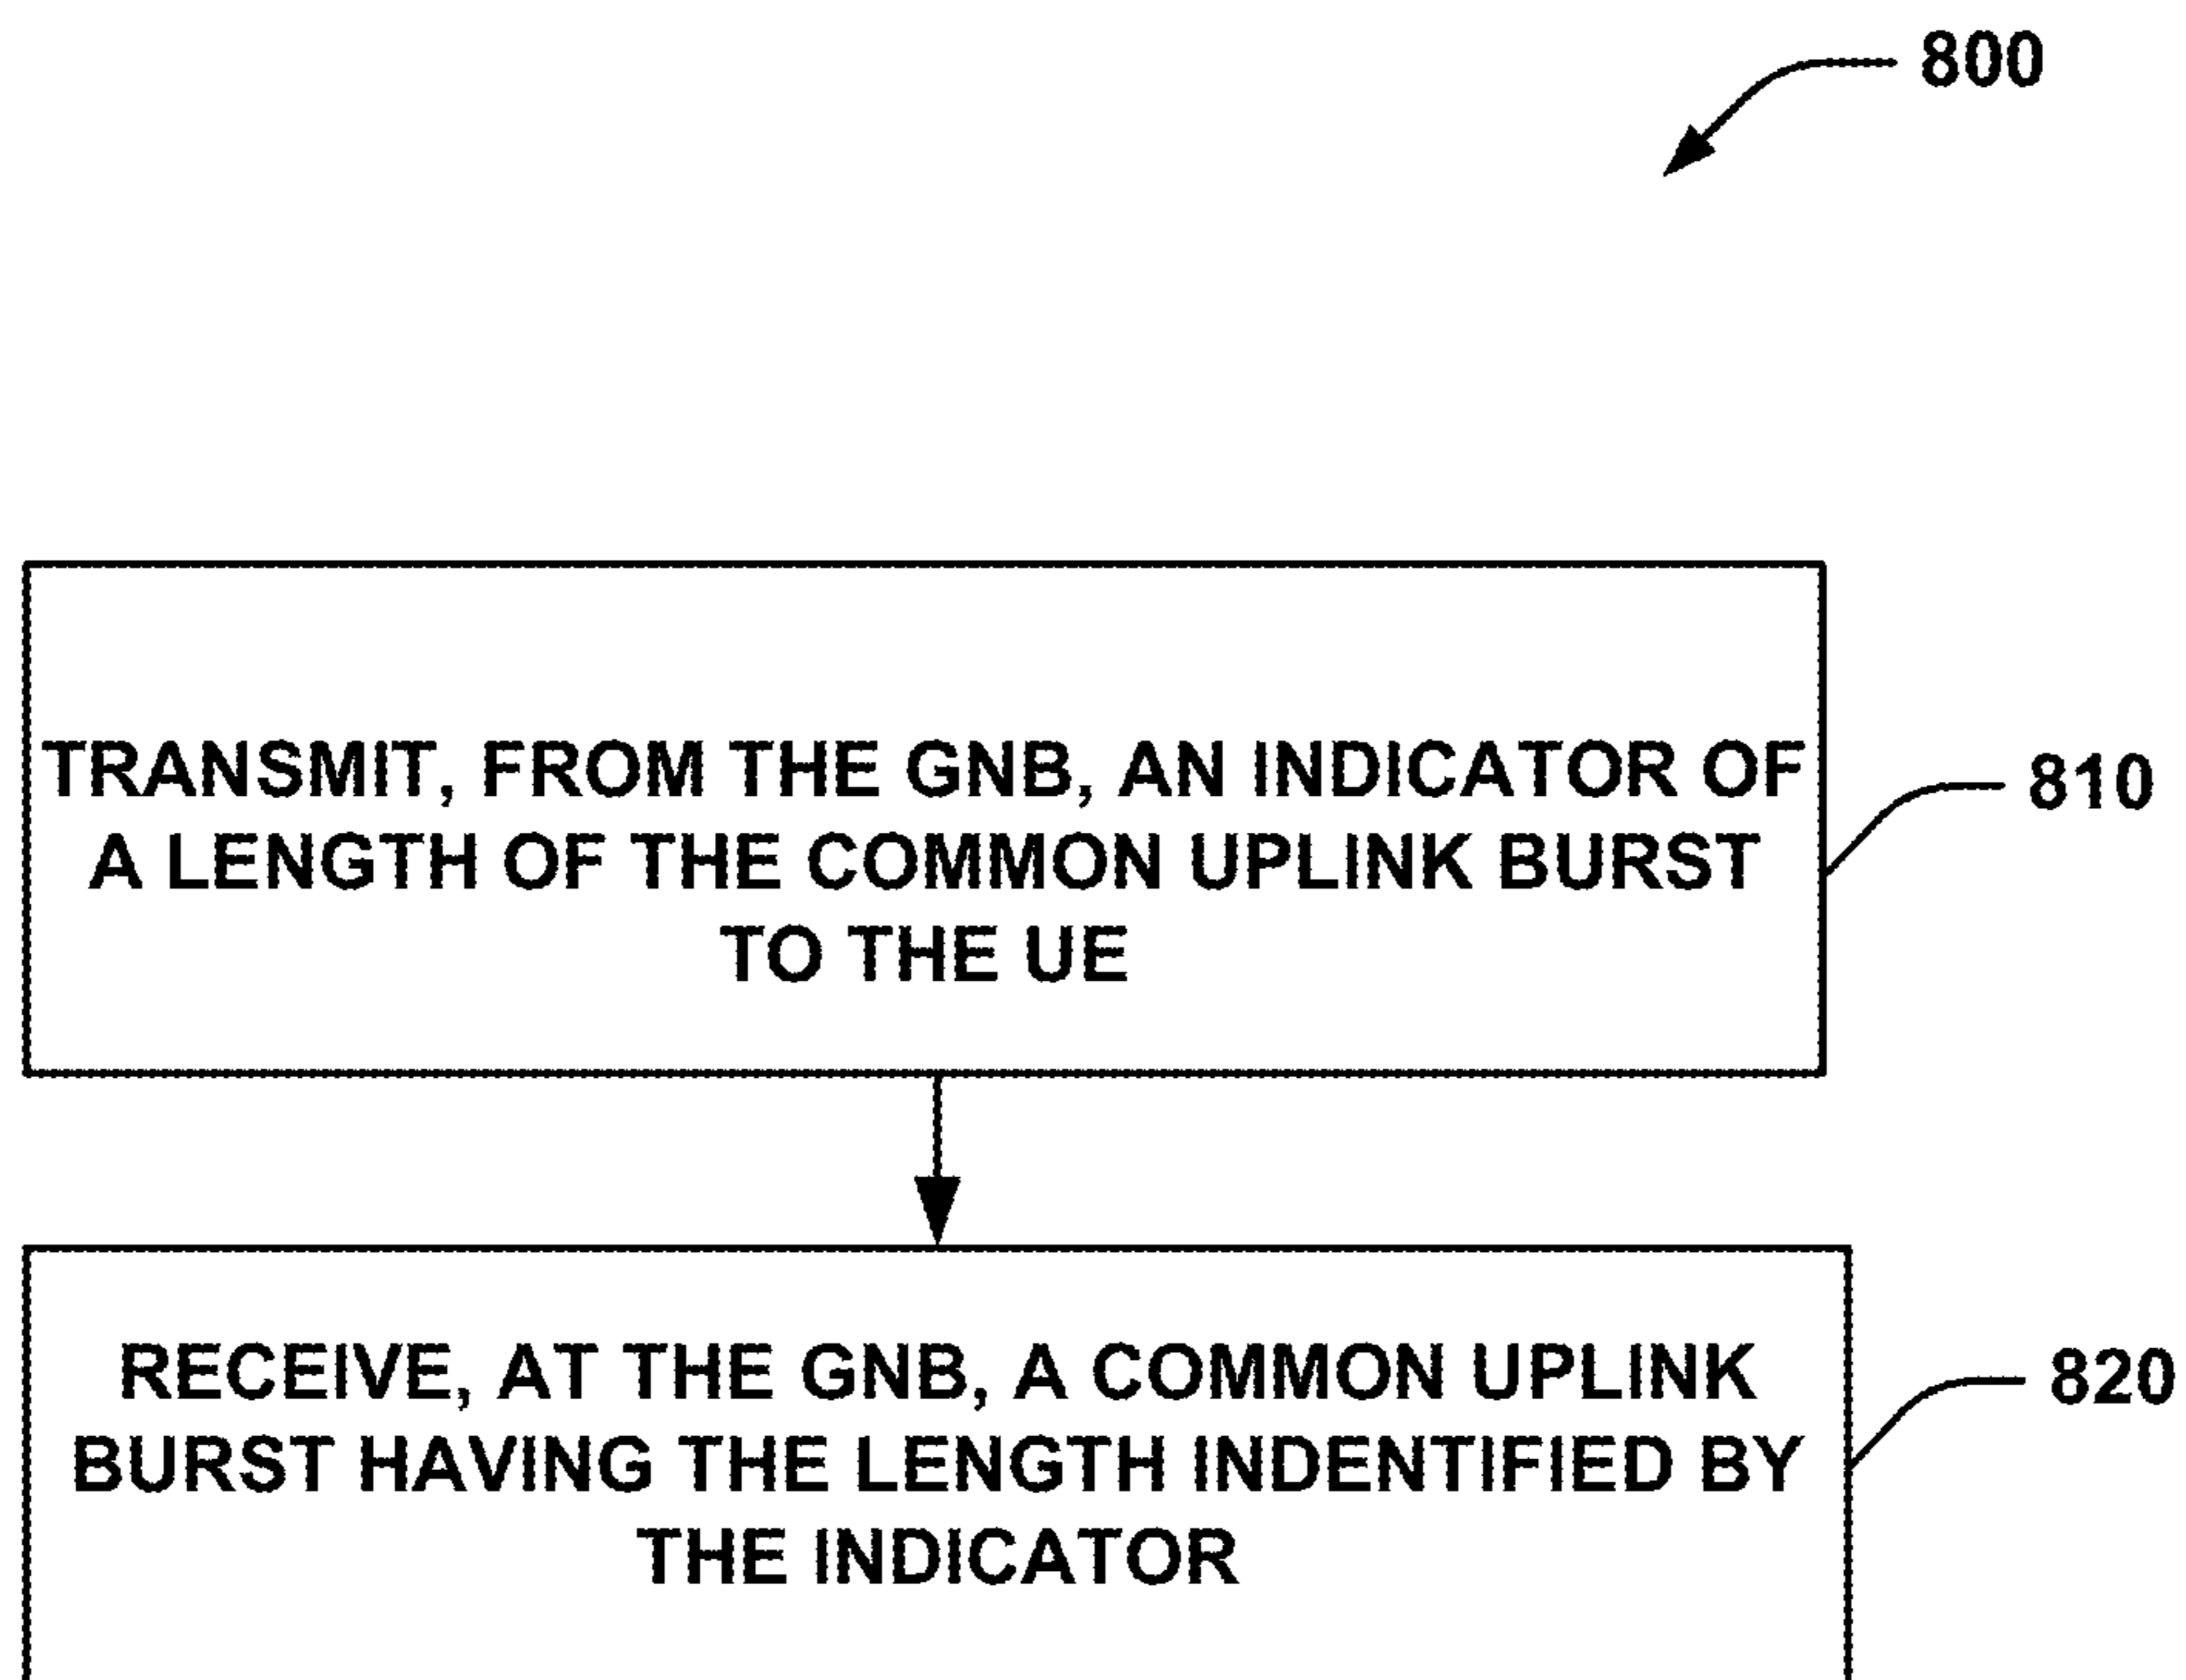 800
TRANSMIT, FROM THE GNB, AN INDICATOR OF
A LENGTH OF THE COMMON UPLINK BURST
TO THE UE
810
RECEIVE, AT THE GNB, A COMMON UPLINK
BURST HAVING THE LENGTH INDENTIFIED BY
THE INDICATOR
820